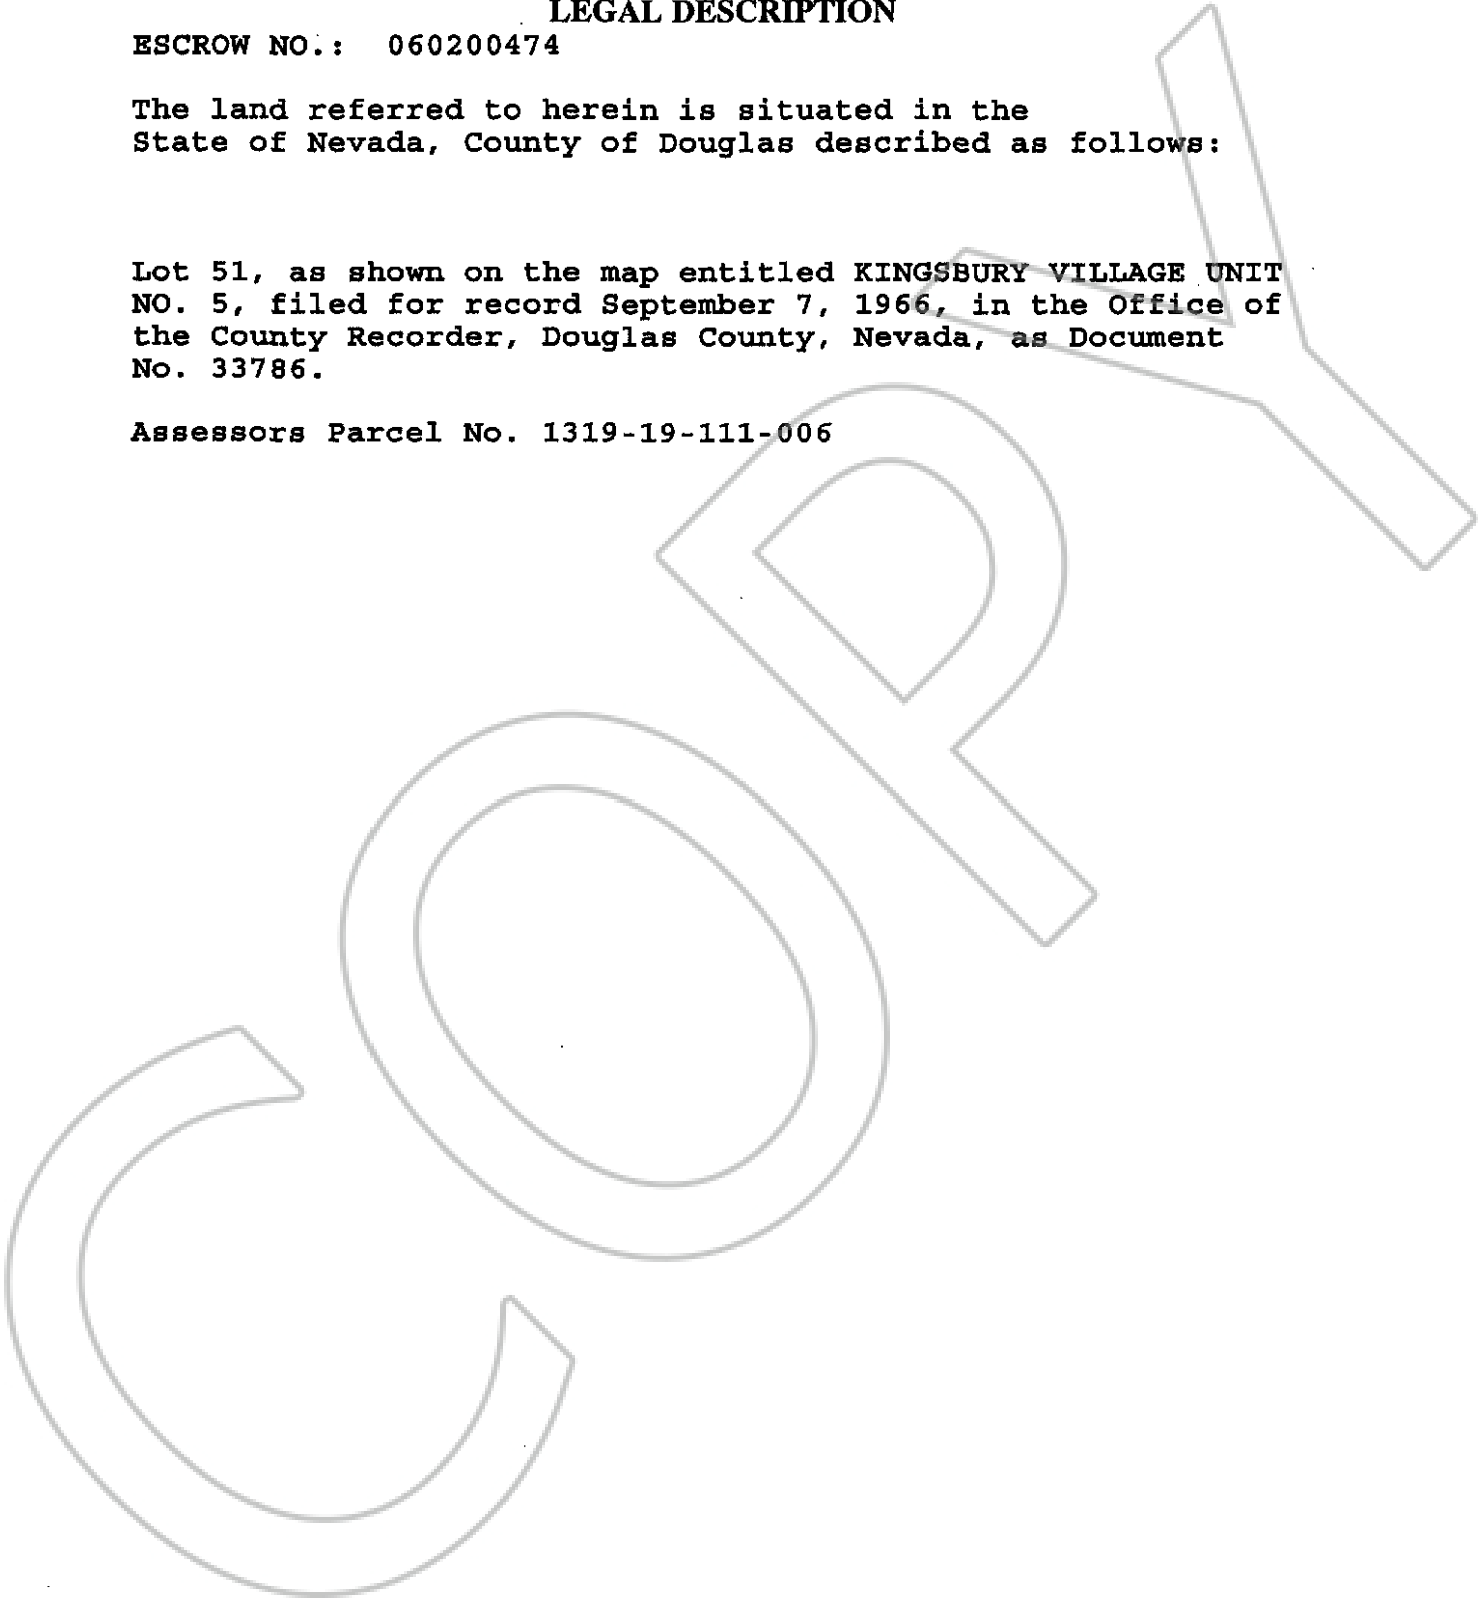 LEGAL DESCRIPTION
ESCROW NO.: 060200474
The land referred to herein is situated in the
State of Nevada, County of Douglas described as follows:
Lot 51, as shown on the map entitled KINGSBURY VILLAGE UNIT
NO. 5, filed for record September 7, 1966, in the Office of
the County Recorder, Douglas County, Nevada, as Document
No. 33786.
Assessors Parcel No. 1319-19-111-006
COPY